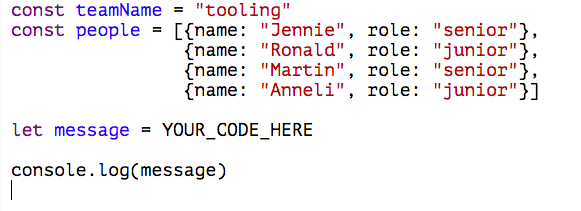 const teamName = "tooling"
const people = [{name: "Jennie", role: "senior"},
{name: "Ronald", role: "junior"},
{name: "Martin", role: "senior"},
{name: "Anneli", role: "junior"}]
let message = YOUR_CODE_HERE
console.log(message)